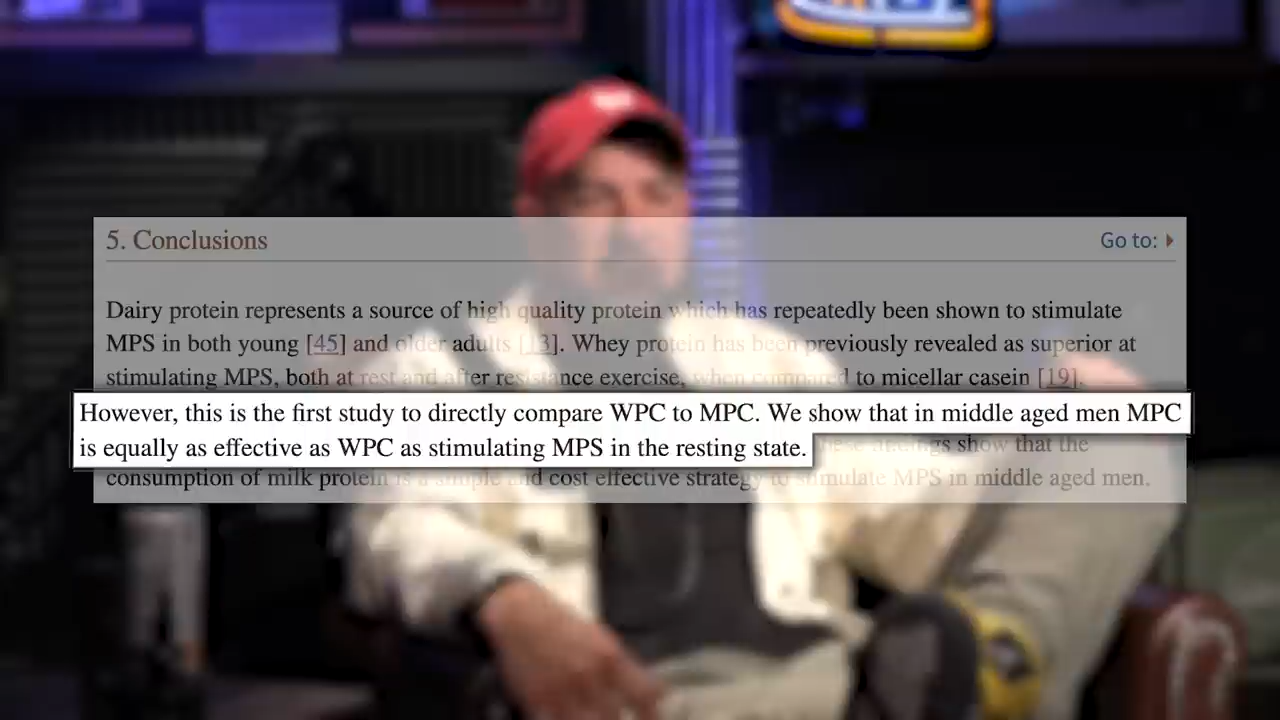 5. Conclusions
Go to:
Dairy protein represents a source of high quality protein which has repeatedly been shown to stimulate
MPS in both young [45] and older adults [13]. Whey protein has been previously revealed as superior at
stimulating MPS, both at rest and after resistance exercise, when compared to micellar casein [19].
However, this is the first study to directly compare WPC to MPC. We show that in middle aged men MPC
is equally as effective as WPC as stimulating MPS in the resting state. These findings show that the
consumption of milk protein is a simple and cost effective strategy to stimulate MPS in middle aged men.